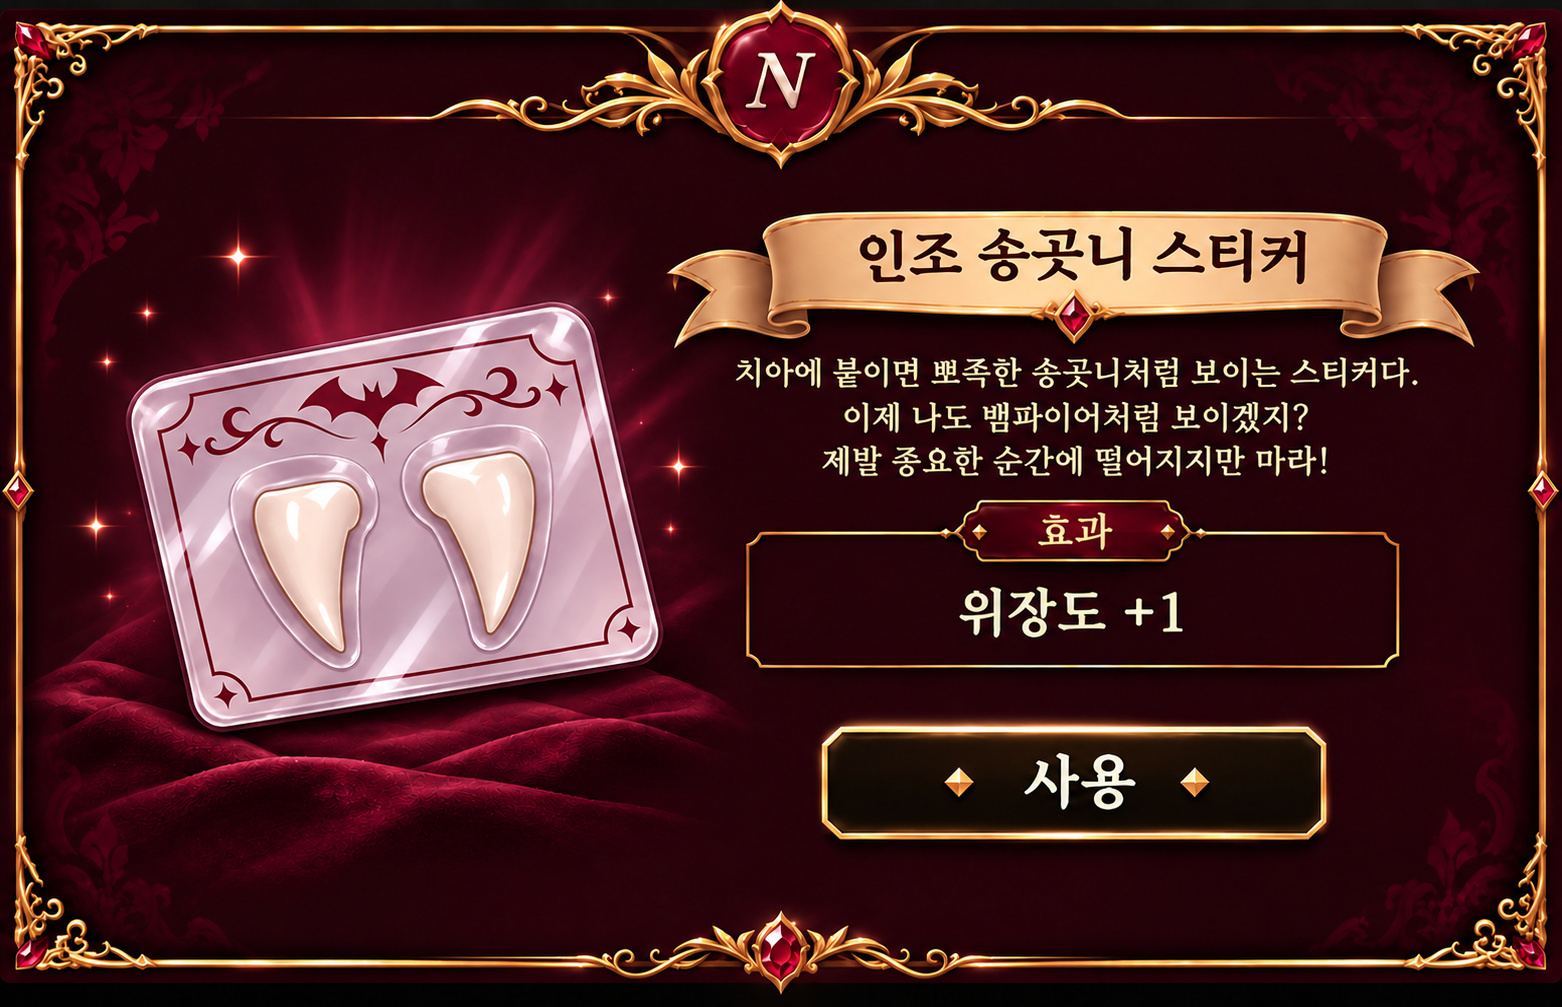 N
인조 송곳니 스티커
치아에 붙이면 뾰족한 송곳니처럼 보이는 스티커다.
이제 나도 뱀파이어처럼 보이겠지?
제발 중요한 순간에 떨어지지만 마라!
효과
위장도 +1
사용